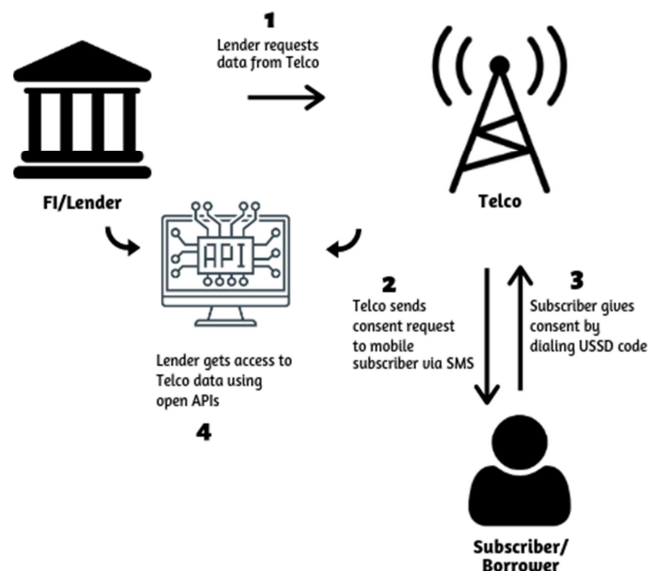 1
Lender requests
data from Telco
FI/Lender
Telco
API
2
Telco sends
consent request
to mobile
subscriber via SMS
3
Subscriber gives
consent by
dialing USSD code
Lender gets access to
Telco data using
open APIs
4
Subscriber/
Borrower